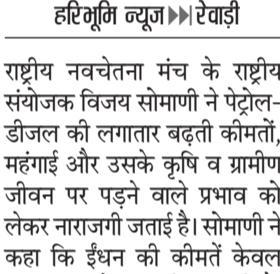 हरिभूमि न्यूज▶▶|रेवाड़ी
राष्ट्रीय नवचेतना मंच के राष्ट्रीय
संयोजक विजय सोमाणी ने पेट्रोल-
डीजल की लगातार बढ़ती कीमतों,
महंगाई और उसके कृषि व ग्रामीण
जीवन पर पड़ने वाले प्रभाव को
लेकर नाराजगी जताई है। सोमाणी ने
कहा कि ईंधन की कीमतें केवल